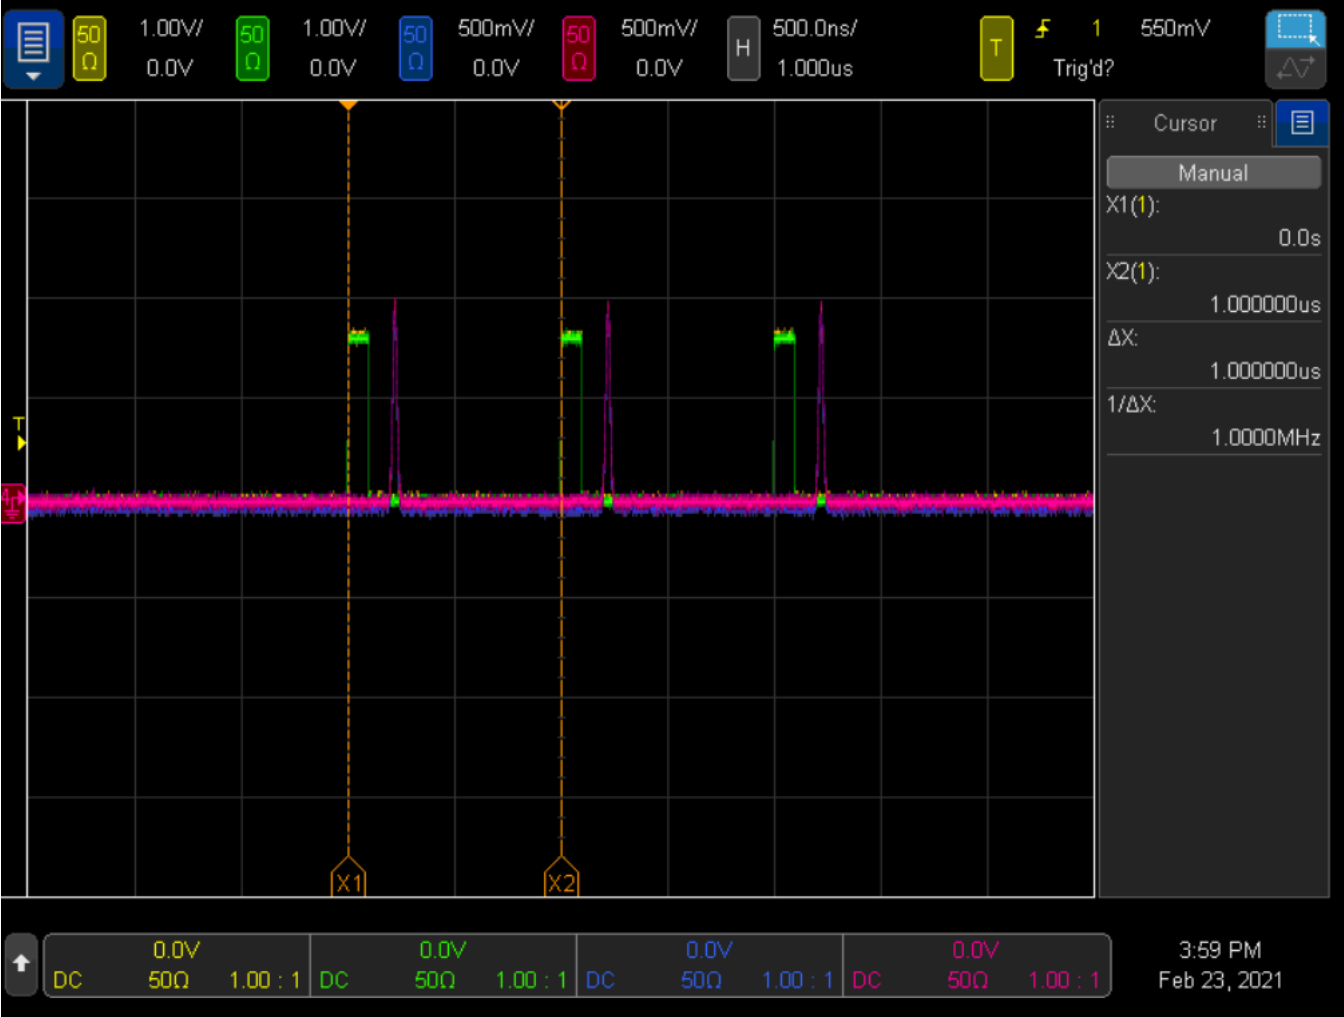 50 Ω 1.00V/ 50 Ω 1.00V/ 50 Ω 500mV/ 50 Ω 500mV/ H 500.0ns/ T 1 550mV
0.0V 0.0V 0.0V 0.0V 1.000us Trig'd?
Cursor
Manual
X1(1):
0.0s
X2(1):
1.000000us
ΔX:
1.000000us
1/ΔX:
1.0000MHz
T
X1 X2
0.0V 0.0V 0.0V 0.0V
DC 50Ω 1.00 : 1 DC 50Ω 1.00 : 1 DC 50Ω 1.00 : 1 DC 50Ω 1.00 : 1
3:59 PM
Feb 23, 2021